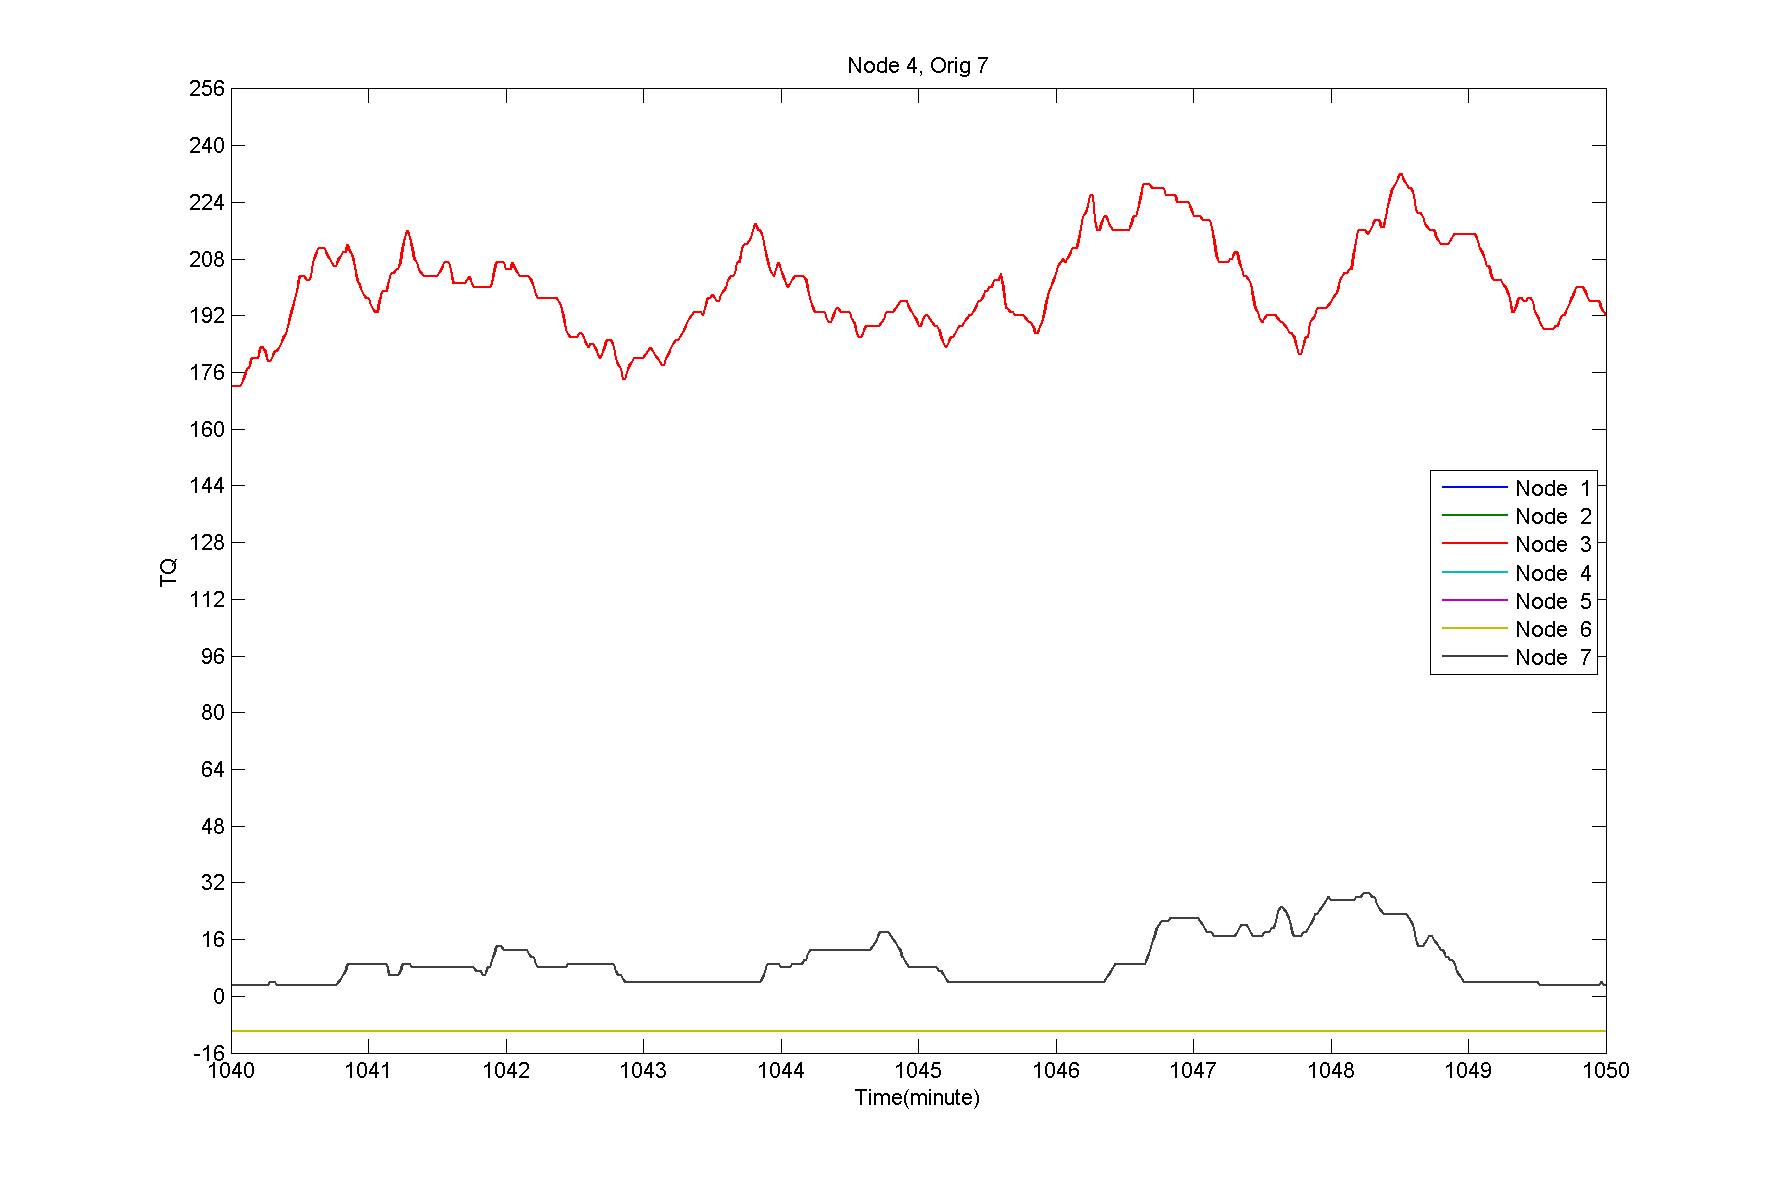 Node 4, Orig 7
256
240
224
208
192
176
160
144
128
112
96
80
64
48
32
16
0
-16
TQ
Node 1
Node 2
Node 3
Node 4
Node 5
Node 6
Node 7
1040 1041 1042 1043 1044 1045 1046 1047 1048 1049 1050
Time(minute)